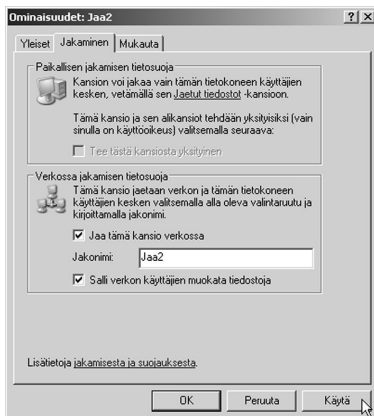 Ominaisuudet: Jaa2
Yleiset Jakaminen Mukauta
Paikallisen jakamisen tietosuoja
Kansion voi jakaa vain tämän tietokoneen käyttäjien
kesken, vetämällä sen Jaetut tiedostot -kansioon.
Tämä kansio ja sen alikansiot tehdään yksityisiksi (vain
sinulla on käyttöoikeus) valitsemalla seuraava:
Tee tästä kansiosta yksityinen
Verkossa jakamisen tietosuoja
Tämä kansio jaetaan verkon ja tämän tietokoneen
käyttäjien kesken valitsemalla alla oleva valintaruutu ja
kirjoittamalla jakonimi.
Jaa tämä kansio verkossa
Jakonimi: Jaa2
Salli verkon käyttäjien muokata tiedostoja
Lisätietoja jakamisesta ja suojauksesta.
OK Peruuta Käytä